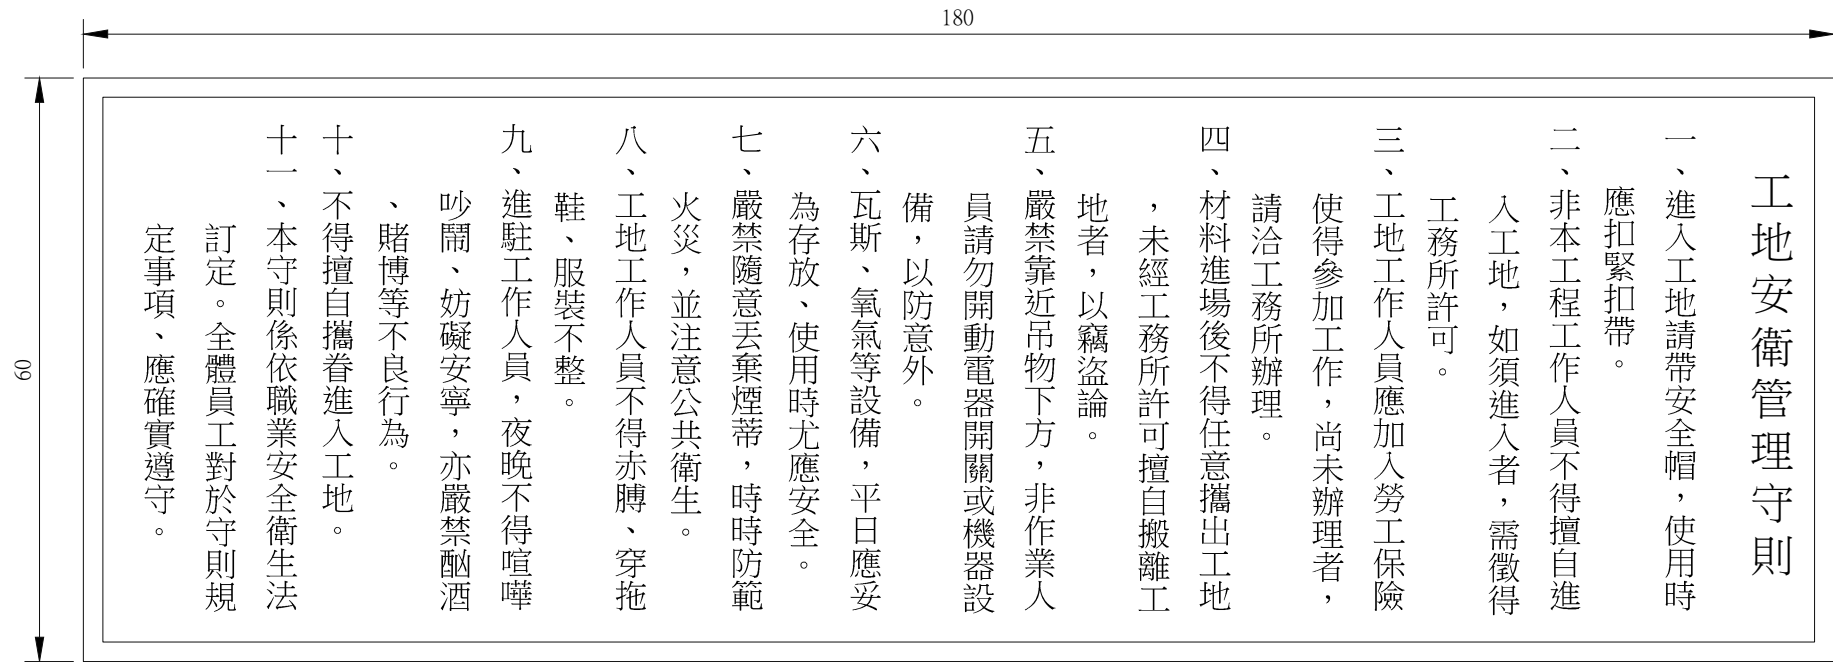 180
60
工地安衛管理守則
一、進入工地請帶安全帽，使用時
應扣緊扣帶。
二、非本工程工作人員不得擅自進
入工地，如須進入者，需徵得
工務所許可。
三、工地工作人員應加入勞工保險
使得參加工作，尚未辦理者，
請洽工務所辦理。
四、材料進場後不得任意攜出工地
，未經工務所許可擅自搬離工
地者，以竊盜論。
五、嚴禁靠近吊物下方，非作業人
員請勿開動電器開關或機器設
備，以防意外。
六、瓦斯、氧氣等設備，平日應妥
為存放、使用時尤應安全。
七、嚴禁隨意丟棄煙蒂，時時防範
火災，並注意公共衛生。
八、工地工作人員不得赤膊、穿拖
鞋、服裝不整。
九、進駐工作人員，夜晚不得喧嘩
吵鬧、妨礙安寧，亦嚴禁酗酒
、賭博等不良行為。
十、不得擅自攜眷進入工地。
十一、本守則係依職業安全衛生法
訂定。全體員工對於守則規
定事項、應確實遵守。